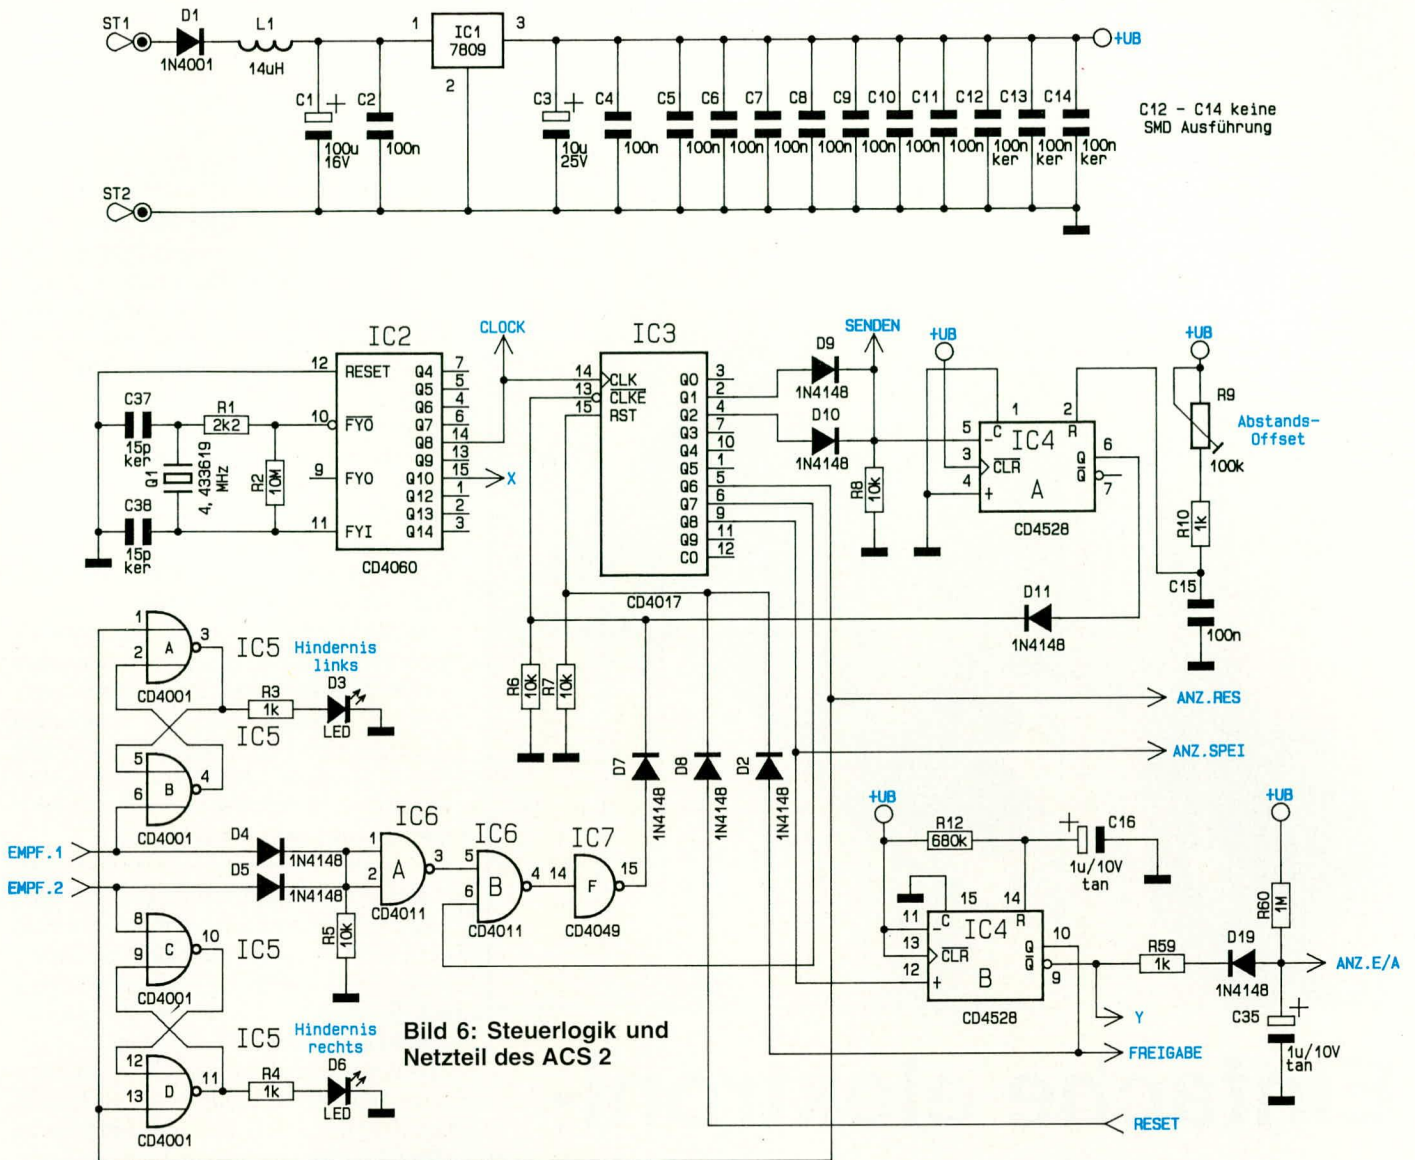 ST1
D1
1N4001
L1
14uH
1
IC1
7809
3
2
+UB
C1
+
100u
16V
C2
100n
C3
+
10u
25V
C4
100n
C5
100n
C6
100n
C7
100n
C8
100n
C9
100n
C10
100n
C11
100n
C12
100n
ker
C13
100n
ker
C14
100n
ker
C12 - C14 keine
SMD Ausführung
ST2
IC2
12 RESET
10 FYO
9 FYO
11 FYI
Q4 7
Q5 5
Q6 4
Q7 6
Q8 14
Q9 13
Q10 15
Q12 1
Q13 2
Q14 3
CD4060
C37
15p
ker
R1
2k2
Q1
4,433619
MHz
R2
10M
C38
15p
ker
CLOCK
X
IC3
14 CLK
13 CLKE
15 RST
Q0 3
Q1 2
Q2 4
Q3 7
Q4 10
Q5 1
Q6 5
Q7 6
Q8 9
Q9 11
CO 12
CD4017
D9
1N4148
D10
1N4148
SENDEN
R8
10k
+UB
1
2
C
R
5 -
3 CLR
4 +
IC4
A
Q 6
Q 7
CD4528
+UB
R9
100k
Abstands-
Offset
R10
1k
C15
100n
D11
1N4148
R6
10k
R7
10k
D7
1N4148
D8
1N4148
D2
1N4148
ANZ.RES
ANZ.SPEI
1
2
A
3
CD4001
IC5
Hindernis
links
R3
1k
D3
LED
IC5
5
6
B
4
CD4001
EMPF.1
EMPF.2
D4
1N4148
D5
1N4148
R5
10k
IC6
1
2
A
3
CD4011
IC6
5
6
B
4
CD4011
IC7
14
F
15
CD4049
8
9
C
10
CD4001
IC5
IC5
12
13
D
11
CD4001
Hindernis
rechts
R4
1k
D6
LED
Bild 6: Steuerlogik und
Netzteil des ACS 2
+UB
R12
680k
+
C16
1u/10V
tan
15
14
C
R
11 -
13 CLR
12 +
IC4
B
Q 10
Q 9
CD4528
R59
1k
D19
1N4148
+UB
R60
1M
ANZ.E/A
C35
+
1u/10V
tan
Y
FREIGABE
RESET